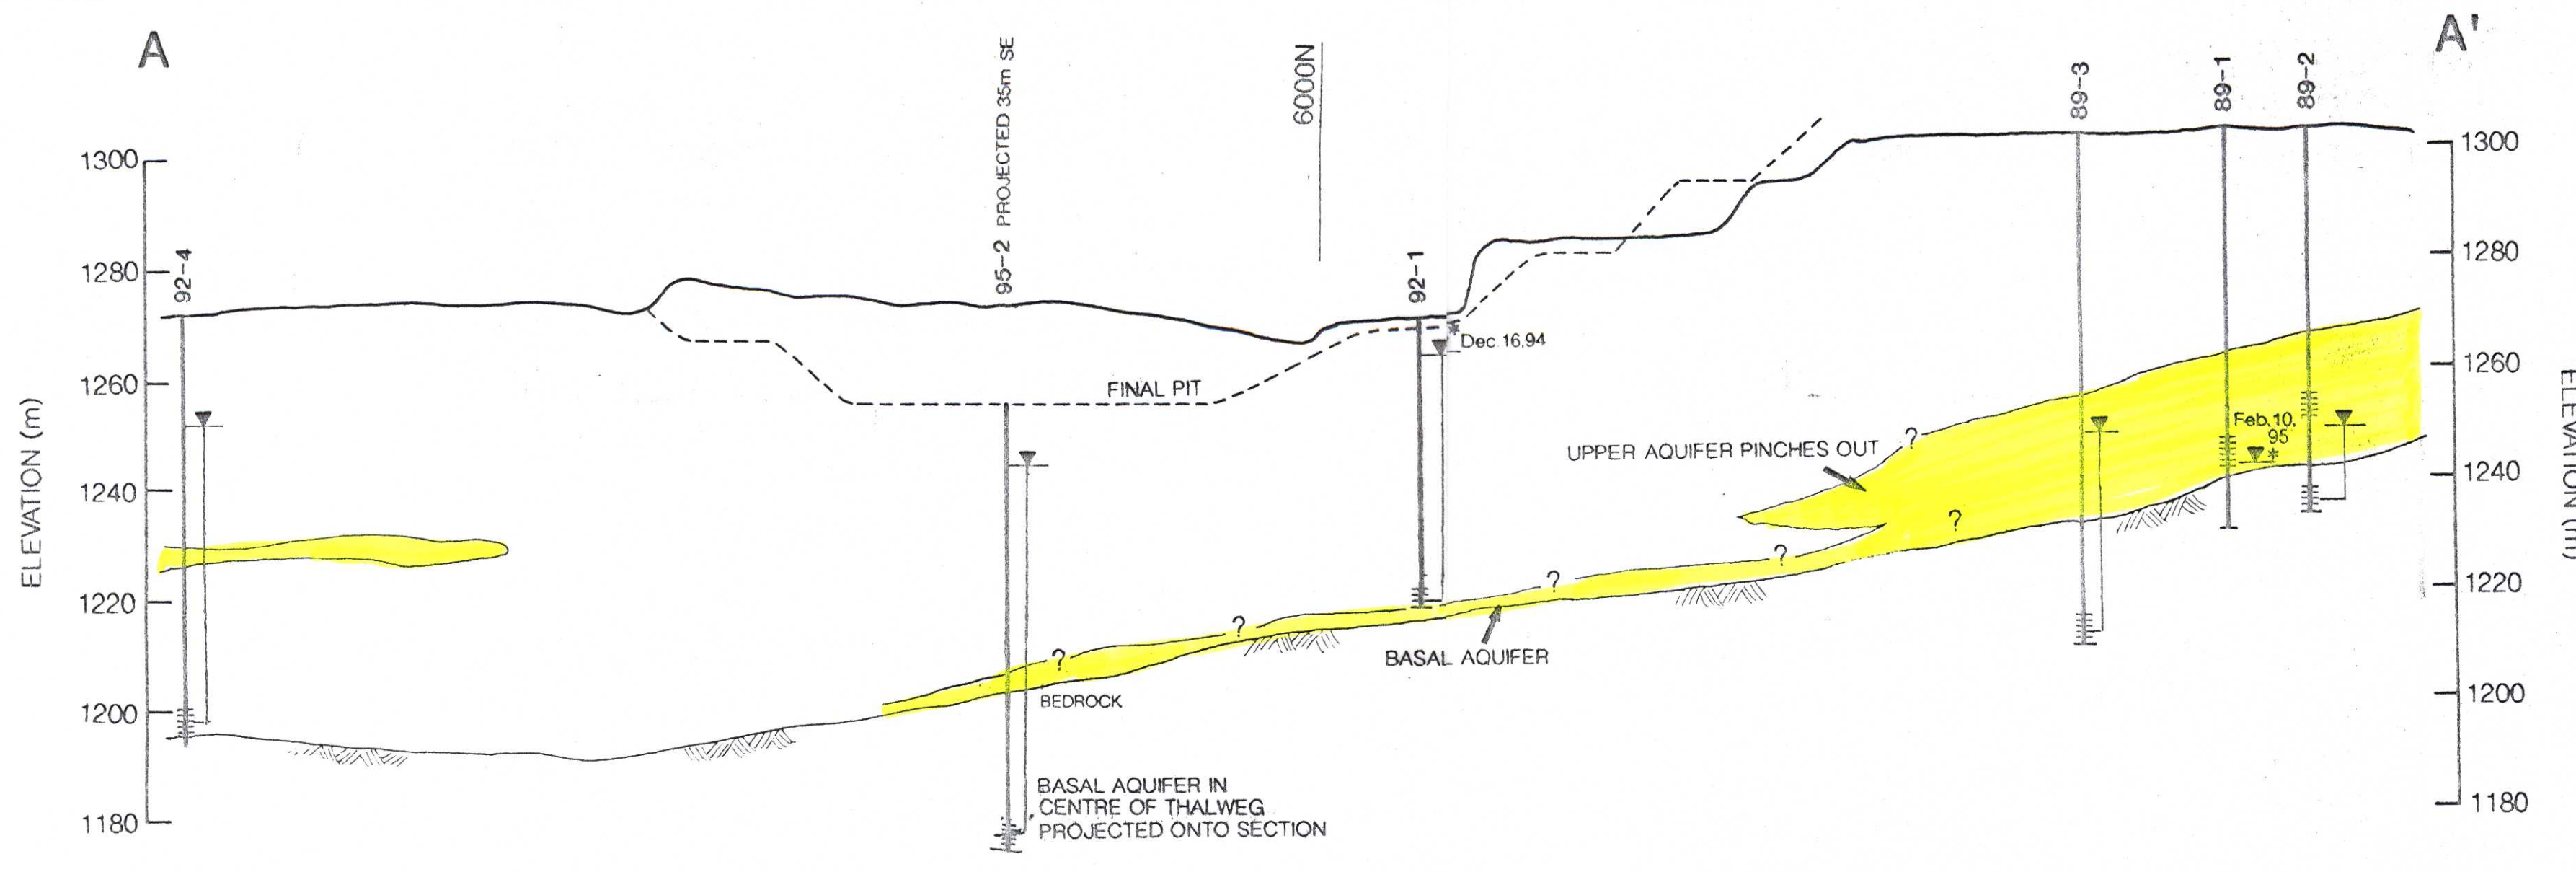 A
A'
95-2 PROJECTED 35m SE
6000N
89-3
89-1
89-2
1300
1300
92-4
92-1
1280
1280
Dec. 16,94
1260
1260
FINAL PIT
Feb. 10,
95
*
UPPER AQUIFER PINCHES OUT
?
ELEVATION (m)
ELEVATION (m)
1240
1240
?
?
?
1220
1220
?
BASAL AQUIFER
?
BEDROCK
1200
1200
BASAL AQUIFER IN
CENTRE OF THALWEG
PROJECTED ONTO SECTION
1180
1180